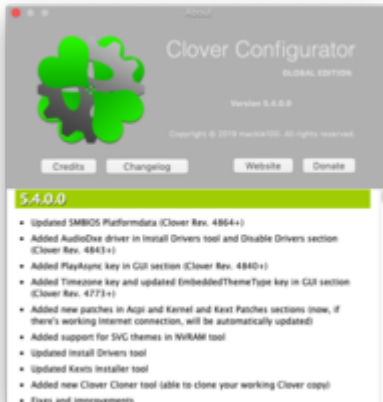 About
Clover Configurator
GLOBAL EDITION
Version 5.4.0.0
Copyright © 2019 mackie100. All rights reserved.
Credits
Changelog
Website
Donate
5.4.0.0
• Updated SMBIOS Platformdata (Clover Rev. 4864+)
• Added AudioDxe driver in Install Drivers tool and Disable Drivers section
(Clover Rev. 4843+)
• Added PlayAsync key in GUI section (Clover Rev. 4840+)
• Added Timezone key and updated EmbeddedThemeType key in GUI section
(Clover Rev. 4773+)
• Added new patches in Acpi and Kernel and Kext Patches sections (now, if
there's working Internet connection, will be automatically updated)
• Added support for SVG themes in NVRAM tool
• Updated Install Drivers tool
• Updated Kexts Installer tool
• Added new Clover Cloner tool (able to clone your working Clover copy)
• Fixes and improvements